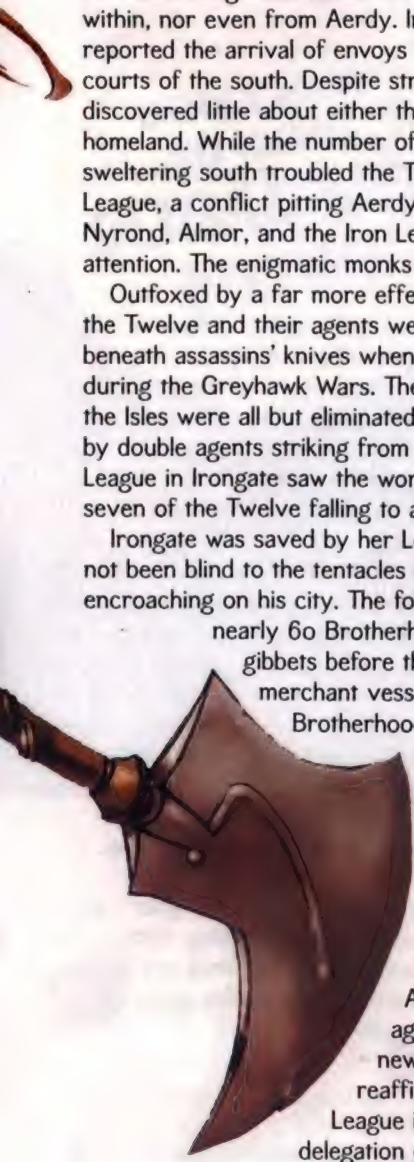 within, nor even from Aerdy. I
reported the arrival of envoys
courts of the south. Despite str
discovered little about either th
homeland. While the number of
sweltering south troubled the T
League, a conflict pitting Aerdy
Nyrond, Almor, and the Iron Le
attention. The enigmatic monks
Outfoxed by a far more effe
the Twelve and their agents we
beneath assassins' knives when
during the Greyhawk Wars. The
the Isles were all but eliminated
by double agents striking from
League in Irongate saw the wor
seven of the Twelve falling to a
Irongate was saved by her L
not been blind to the tentacles
encroaching on his city. The fo
nearly 60 Brotherh
gibbets before th
merchant vess
Brotherhoo
A
ag
new
reaffi
League i
delegation